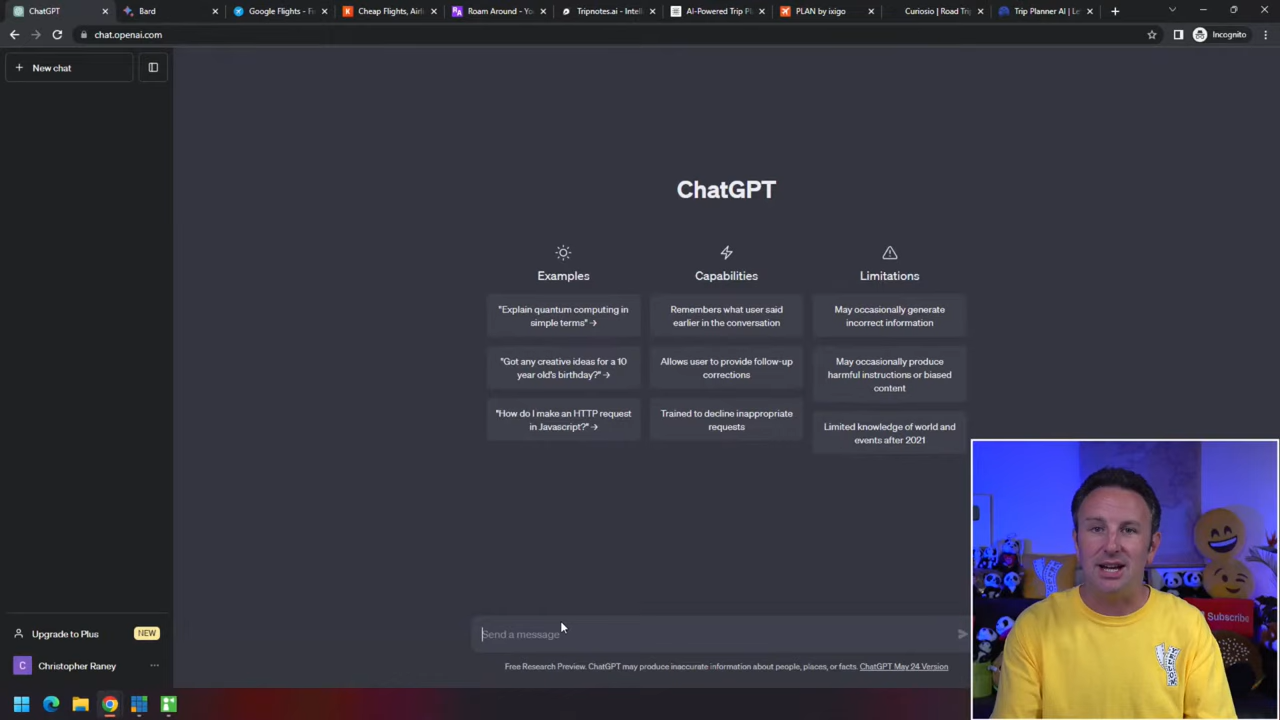 ChatGPT
Bard
Google Flights - F
Cheap Flights, Airl
Roam Around - Yo
Tripnotes.ai - Intell
AI-Powered Trip Pl
PLAN by ixigo
Curiosio | Road Trip
Trip Planner AI | Le
chat.openai.com
Incognito
New chat
ChatGPT
Examples
Capabilities
Limitations
"Explain quantum computing in
simple terms" →
Remembers what user said
earlier in the conversation
May occasionally generate
incorrect information
"Got any creative ideas for a 10
year old's birthday?" →
Allows user to provide follow-up
corrections
May occasionally produce
harmful instructions or biased
content
"How do I make an HTTP request
in Javascript?" →
Trained to decline inappropriate
requests
Limited knowledge of world and
events after 2021
Send a message
Free Research Preview. ChatGPT may produce inaccurate information about people, places, or facts. ChatGPT May 24 Version
Upgrade to Plus
NEW
C
Christopher Raney
Subscribe